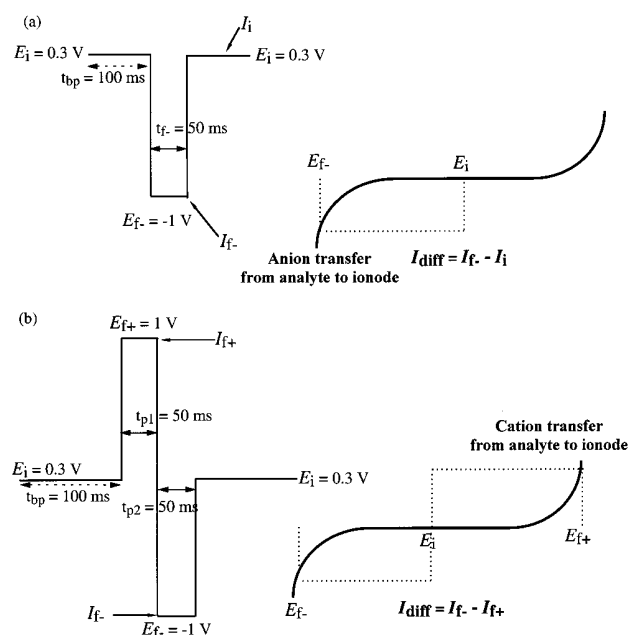 (a)
Ii
Ei = 0.3 V
Ei = 0.3 V
tbp = 100 ms
tf- = 50 ms
Ef- = -1 V
If-
Ef-
Ei
Anion transfer
from analyte to ionode
Idiff = If- - Ii
(b)
Ef+ = 1 V
If+
tp1 = 50 ms
Ei = 0.3 V
tbp = 100 ms
tp2 = 50 ms
Ei = 0.3 V
If-
Ef- = -1 V
Cation transfer
from analyte to ionode
Ei
Ef+
Ef-
Idiff = If- - If+